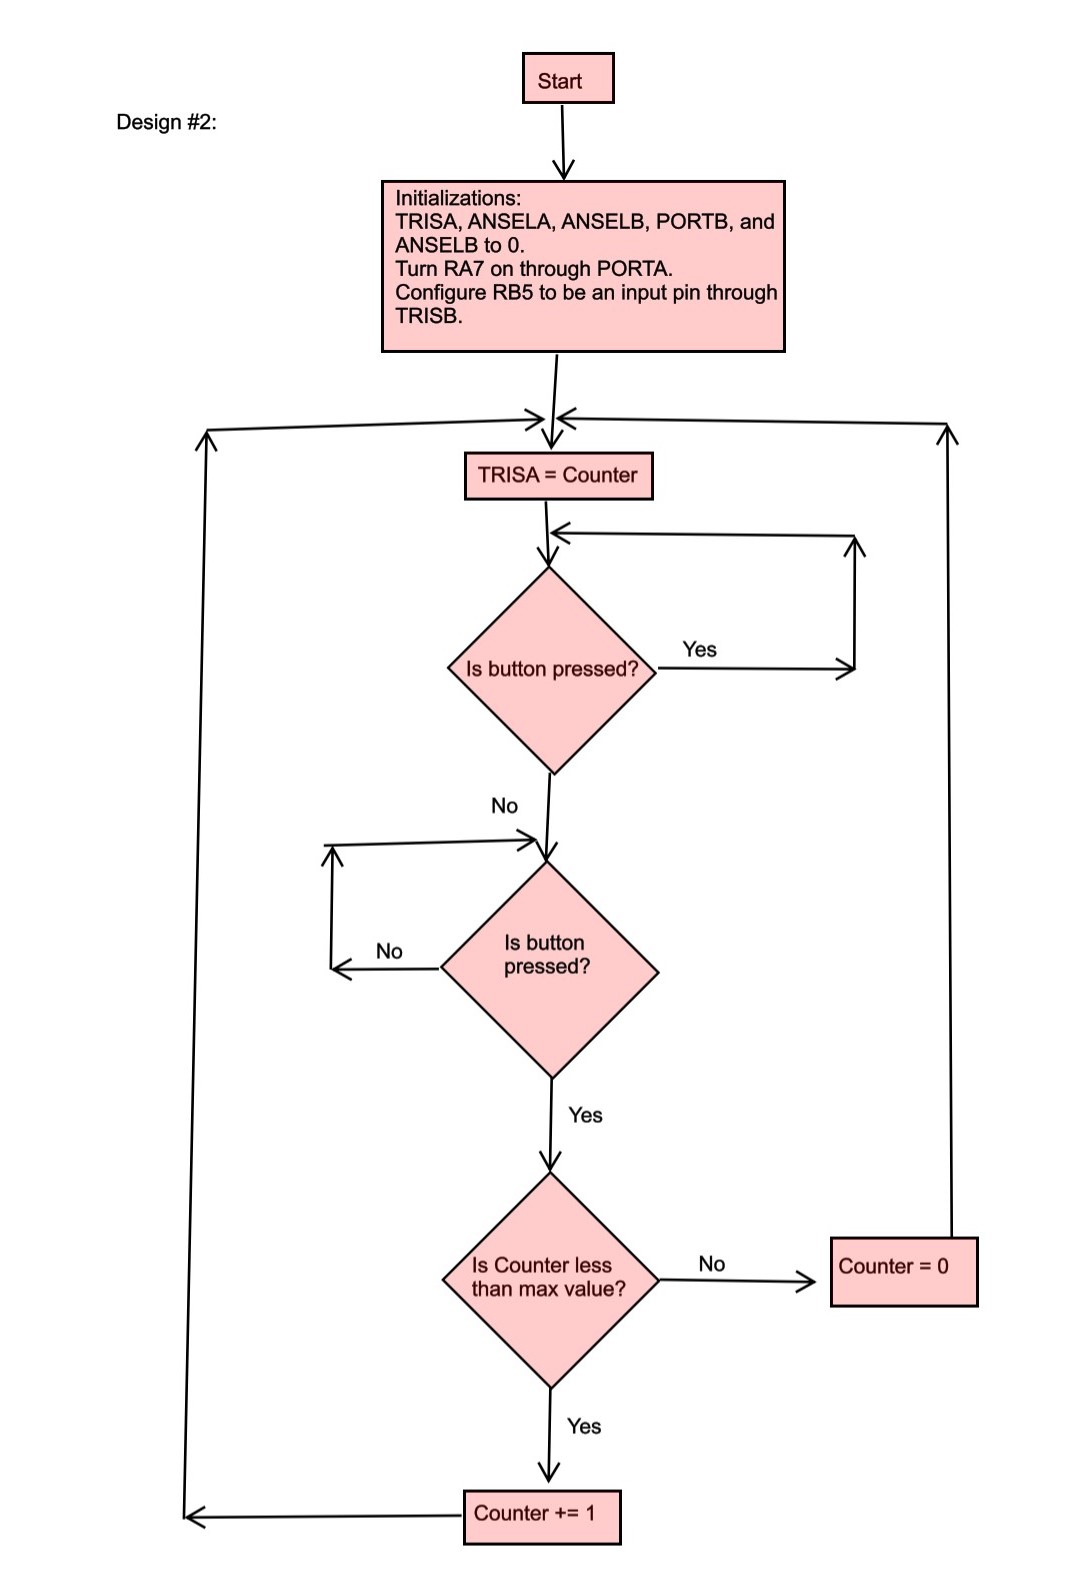 Start
Design #2:
Initializations:
TRISA, ANSELA, ANSELB, PORTB, and
ANSELB to 0.
Turn RA7 on through PORTA.
Configure RB5 to be an input pin through
TRISB.
TRISA = Counter
Yes
Is button pressed?
No
Is button
pressed?
No
Yes
Is Counter less
than max value?
No
Counter = 0
Yes
Counter += 1